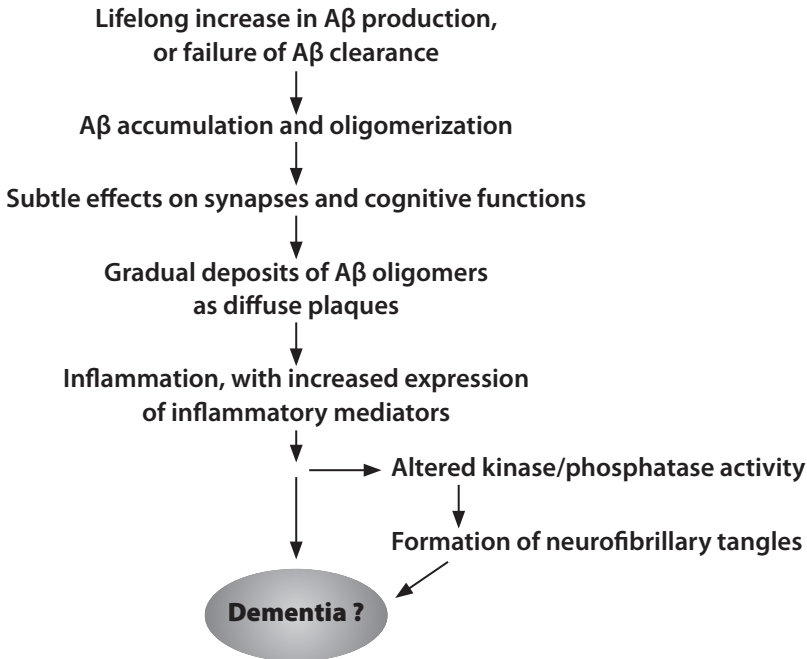 Lifelong increase in Aβ production,
or failure of Aβ clearance
Aβ accumulation and oligomerization
Subtle effects on synapses and cognitive functions
Gradual deposits of Aβ oligomers
as diffuse plaques
Inflammation, with increased expression
of inflammatory mediators
Altered kinase/phosphatase activity
Formation of neurofibrillary tangles
Dementia ?